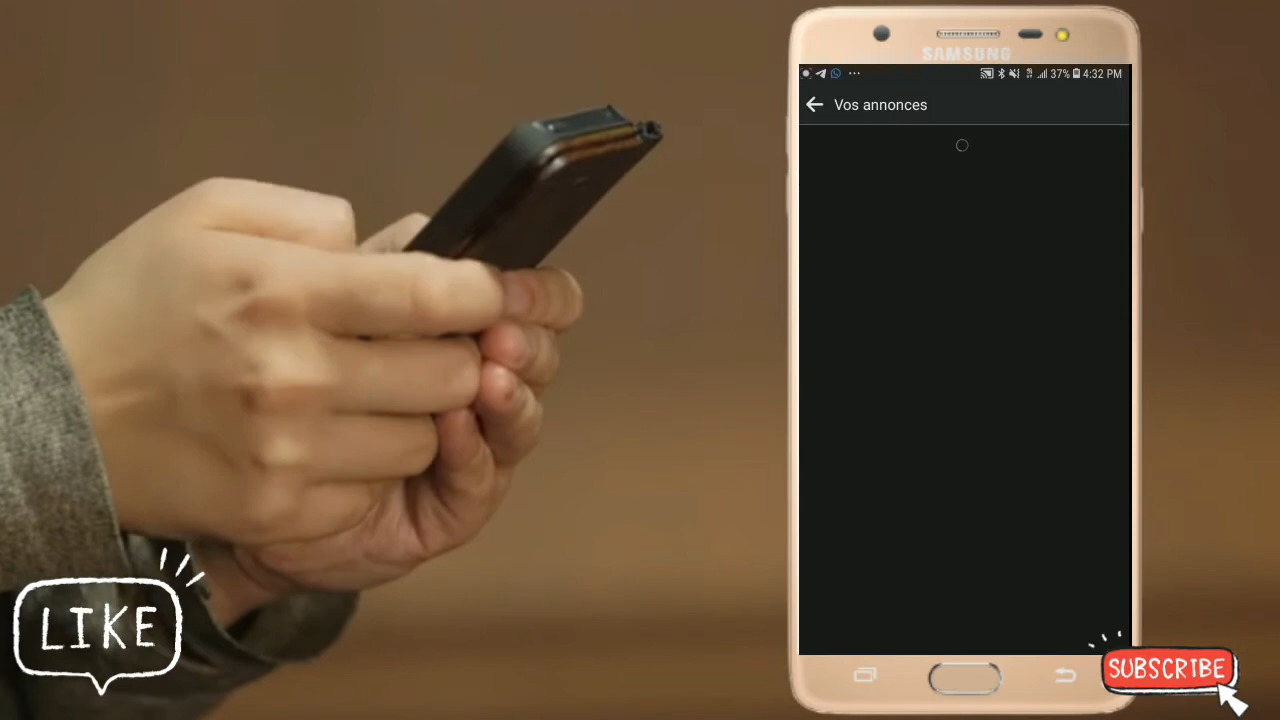 SAMSUNG
37% 4:32 PM
Vos annonces
LIKE
SUBSCRIBE